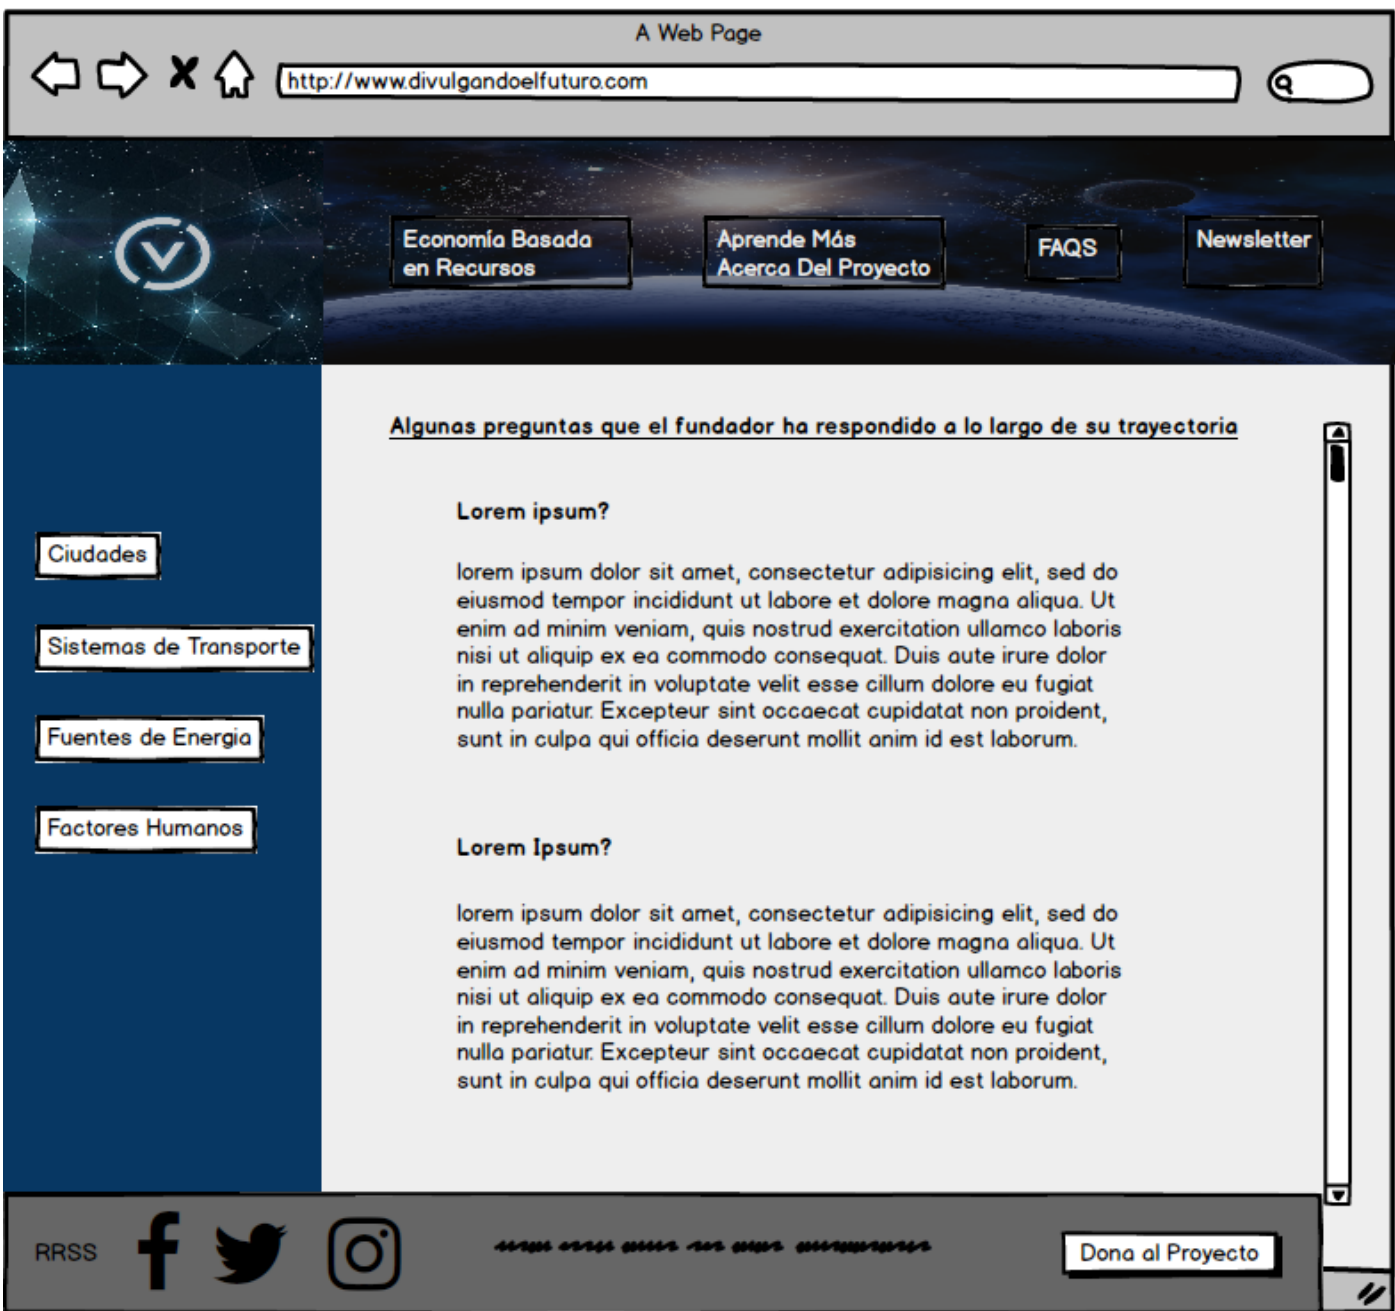 A Web Page
http://www.divulgandoelfuturo.com
Economía Basada
en Recursos
Aprende Más
Acerca Del Proyecto
FAQS
Newsletter
Algunas preguntas que el fundador ha respondido a lo largo de su trayectoria
Ciudades
Sistemas de Transporte
Fuentes de Energia
Factores Humanos
Lorem ipsum?
lorem ipsum dolor sit amet, consectetur adipisicing elit, sed do
eiusmod tempor incididunt ut labore et dolore magna aliqua. Ut
enim ad minim veniam, quis nostrud exercitation ullamco laboris
nisi ut aliquip ex ea commodo consequat. Duis aute irure dolor
in reprehenderit in voluptate velit esse cillum dolore eu fugiat
nulla pariatur. Excepteur sint occaecat cupidatat non proident,
sunt in culpa qui officia deserunt mollit anim id est laborum.
Lorem Ipsum?
lorem ipsum dolor sit amet, consectetur adipisicing elit, sed do
eiusmod tempor incididunt ut labore et dolore magna aliqua. Ut
enim ad minim veniam, quis nostrud exercitation ullamco laboris
nisi ut aliquip ex ea commodo consequat. Duis aute irure dolor
in reprehenderit in voluptate velit esse cillum dolore eu fugiat
nulla pariatur. Excepteur sint occaecat cupidatat non proident,
sunt in culpa qui officia deserunt mollit anim id est laborum.
RRSS
Dona al Proyecto